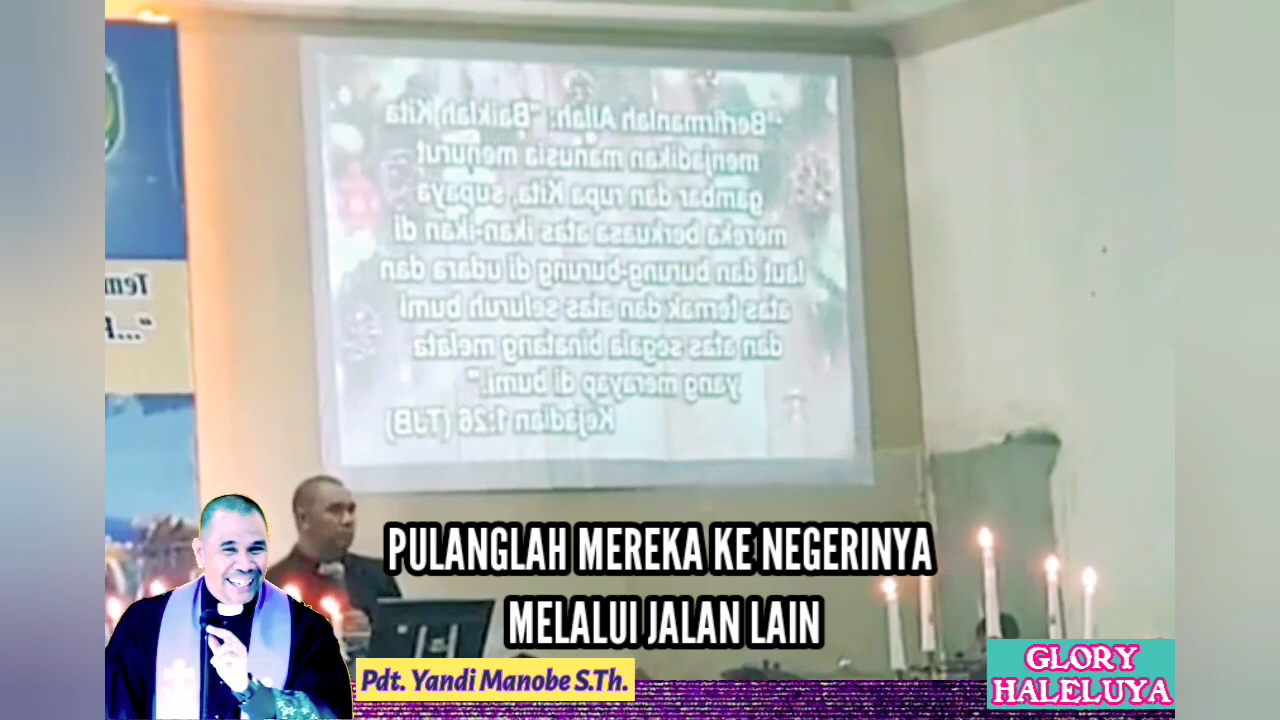 "Berfirmanlah Allah: "Baiklah Kita
menjadikan manusia menurut
gambar dan rupa Kita, supaya
mereka berkuasa atas ikan-ikan di
laut dan burung-burung di udara dan
atas ternak dan atas seluruh bumi
dan atas segala binatang melata
yang merayap di bumi."
Kejadian 1:26 (TJB)
Tem
"...
PULANGLAH MEREKA KE NEGERINYA
MELALUI JALAN LAIN
Pdt. Yandi Manobe S.Th.
GLORY
HALELUYA